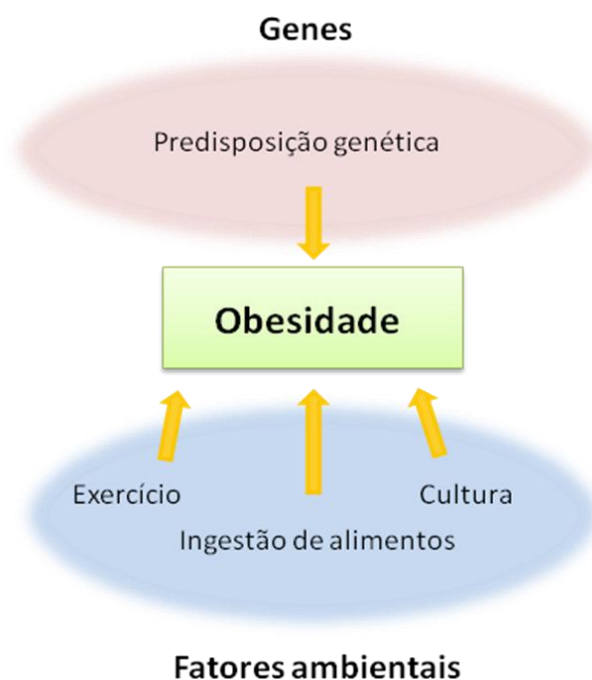 Genes
Predisposição genética
Obesidade
Exercício
Cultura
Ingestão de alimentos
Fatores ambientais